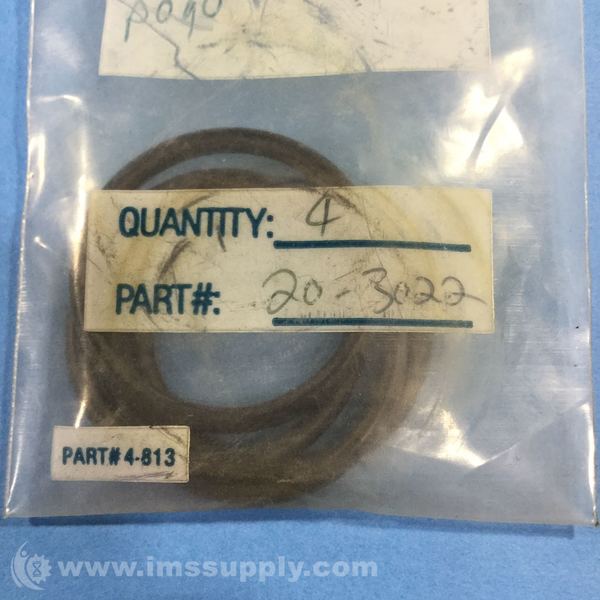 QUANTITY: 4
PART#: 20-3022
PART# 4-813
www.imssupply.com